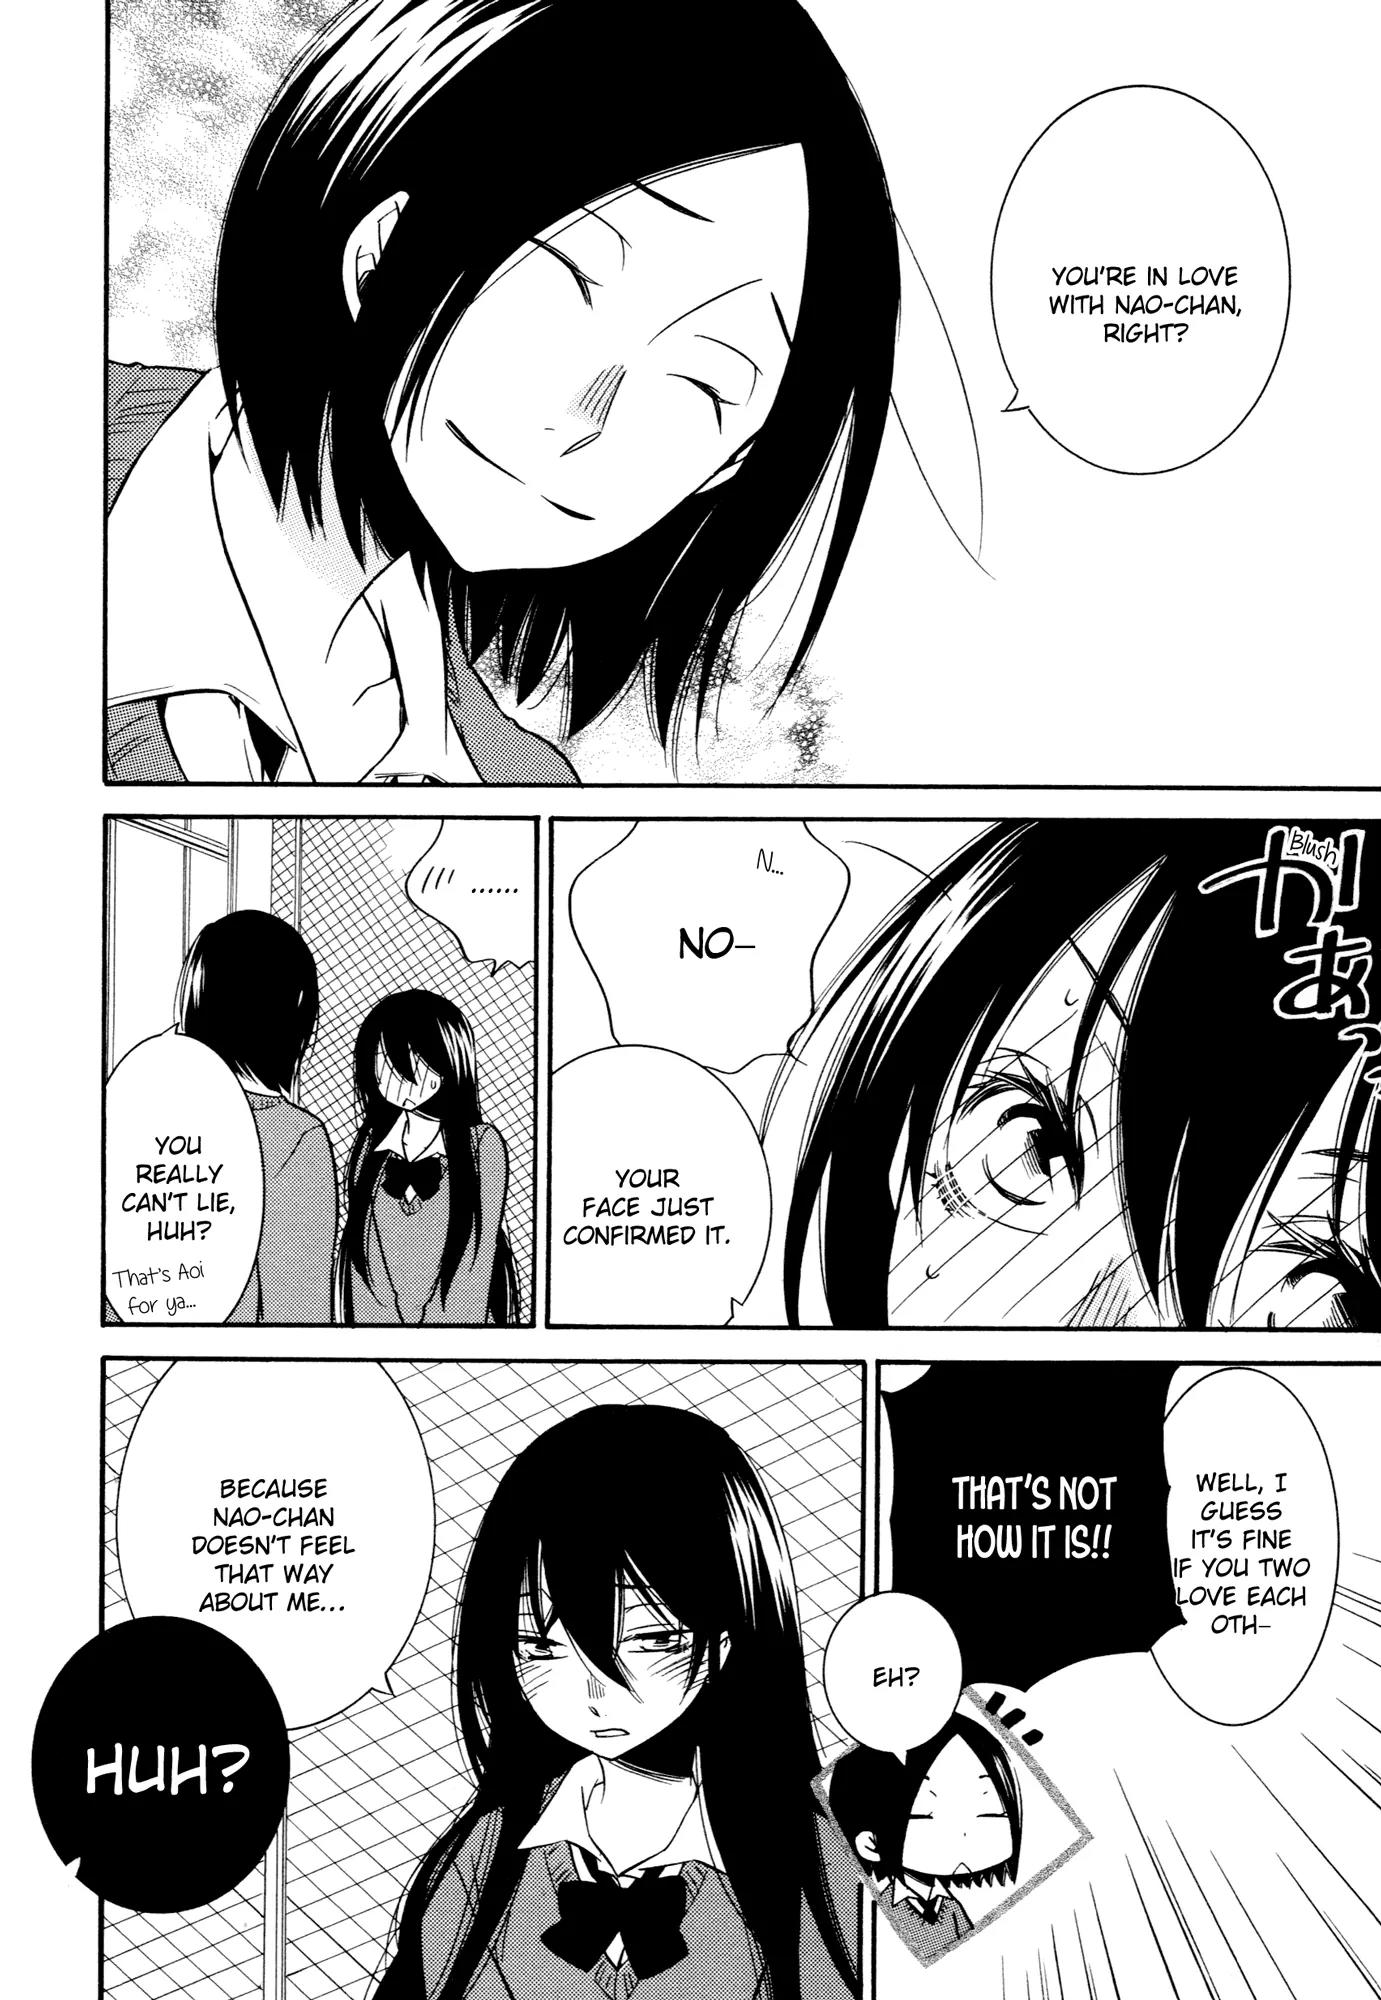 YOU'RE IN LOVE
WITH NAO-CHAN,
RIGHT?
Blush
かあっ
N...
NO–
YOUR
FACE JUST
CONFIRMED IT.
......
YOU
REALLY
CAN'T LIE,
HUH?
That's Aoi
for ya...
WELL, I
GUESS
IT'S FINE
IF YOU TWO
LOVE EACH
OTH–
THAT'S NOT
HOW IT IS!!
EH?
BECAUSE
NAO-CHAN
DOESN'T FEEL
THAT WAY
ABOUT ME...
HUH?